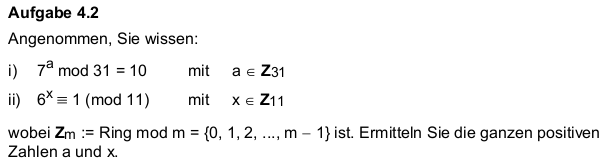 Aufgabe 4.2
Angenommen, Sie wissen:
i) 7^a mod 31 = 10 mit a ∈ Z31
ii) 6^x ≡ 1 (mod 11) mit x ∈ Z11
wobei Zm := Ring mod m = {0, 1, 2, ..., m − 1} ist. Ermitteln Sie die ganzen positiven
Zahlen a und x.